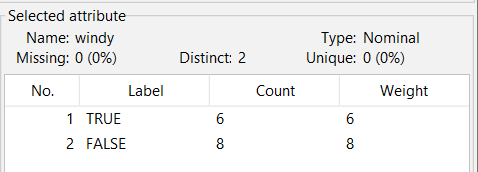 Selected attribute
Name: windy Type: Nominal
Missing: 0 (0%) Distinct: 2 Unique: 0 (0%)
No. Label Count Weight
1 TRUE 6 6
2 FALSE 8 8